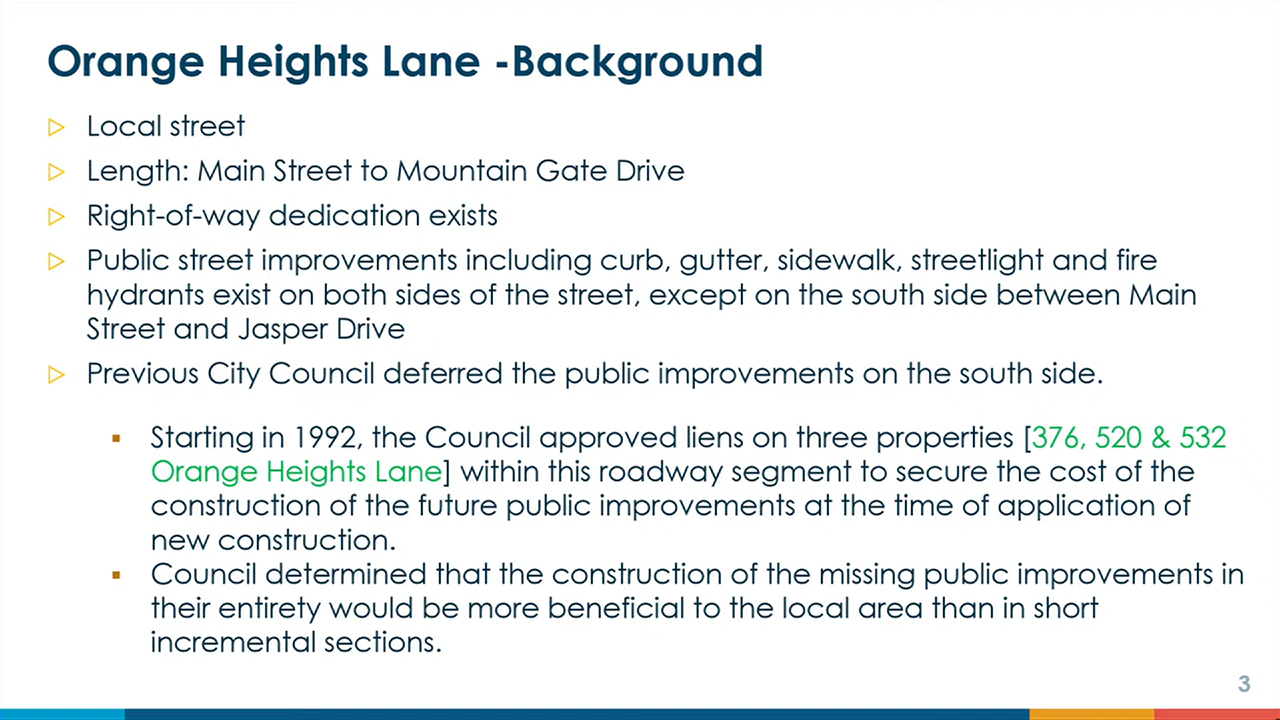 Orange Heights Lane -Background
Local street
Length: Main Street to Mountain Gate Drive
Right-of-way dedication exists
Public street improvements including curb, gutter, sidewalk, streetlight and fire
hydrants exist on both sides of the street, except on the south side between Main
Street and Jasper Drive
Previous City Council deferred the public improvements on the south side.
Starting in 1992, the Council approved liens on three properties [376, 520 & 532
Orange Heights Lane] within this roadway segment to secure the cost of the
construction of the future public improvements at the time of application of
new construction.
Council determined that the construction of the missing public improvements in
their entirety would be more beneficial to the local area than in short
incremental sections.
3